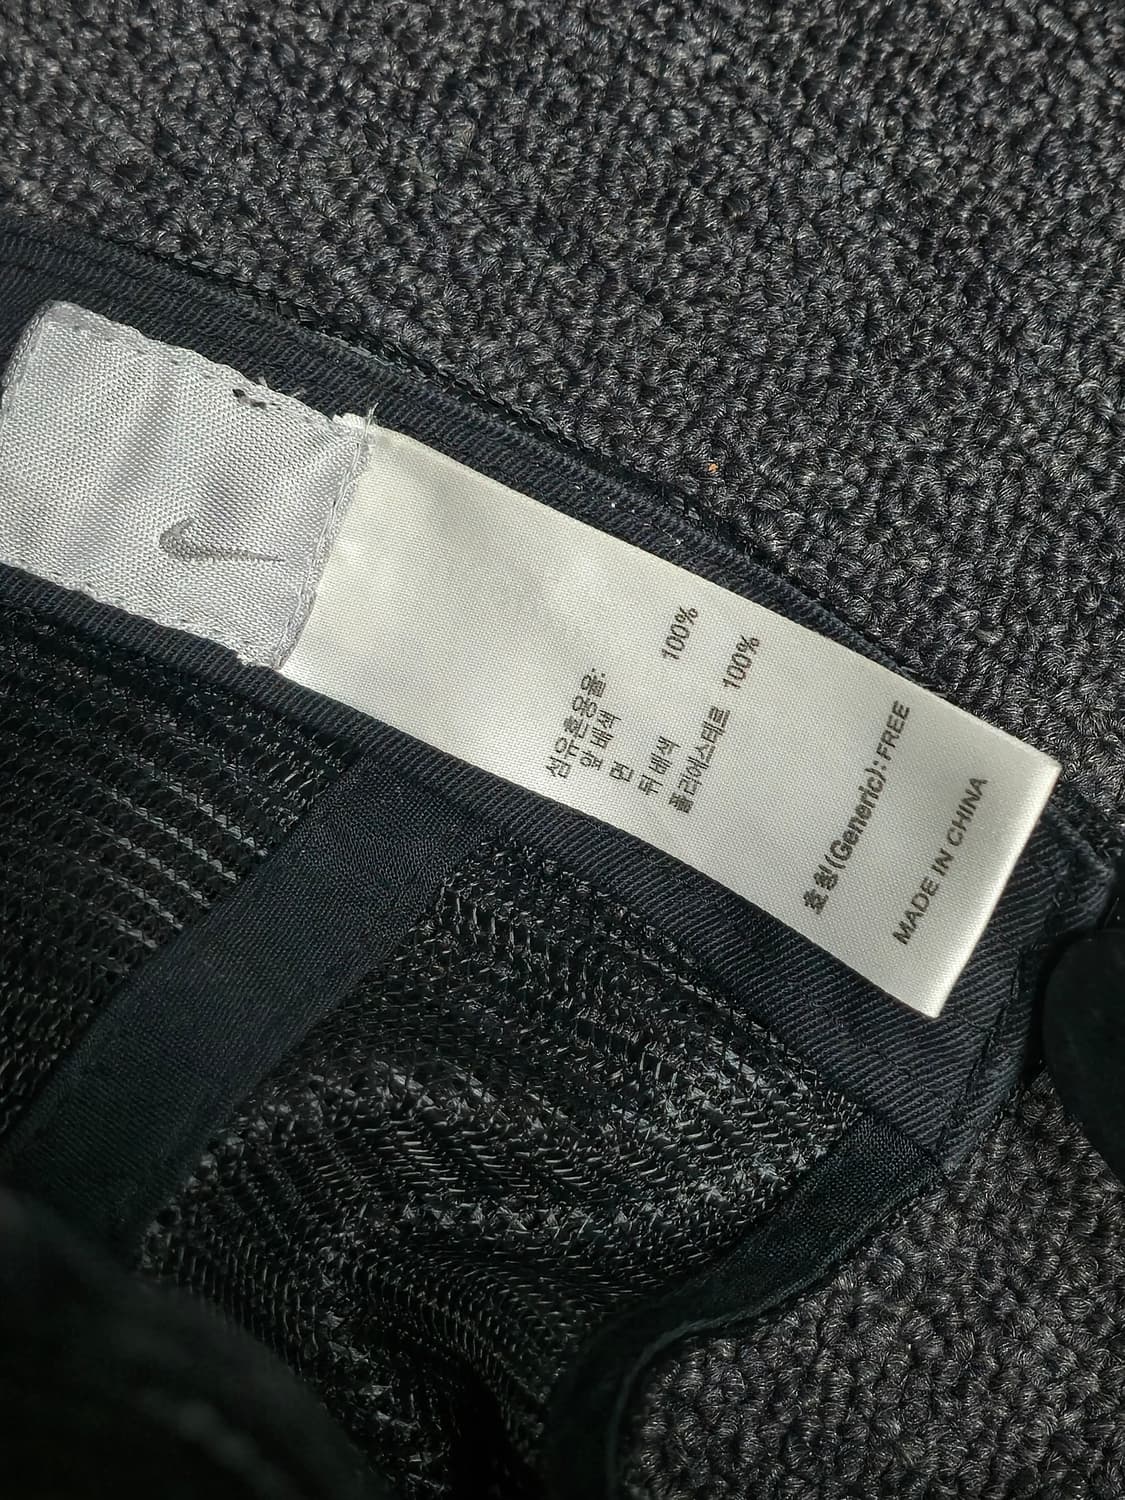 섬유혼용율:
앞 배색
면 100%
뒤 배색
폴리에스테르 100%
호칭(Generic): FREE
MADE IN CHINA